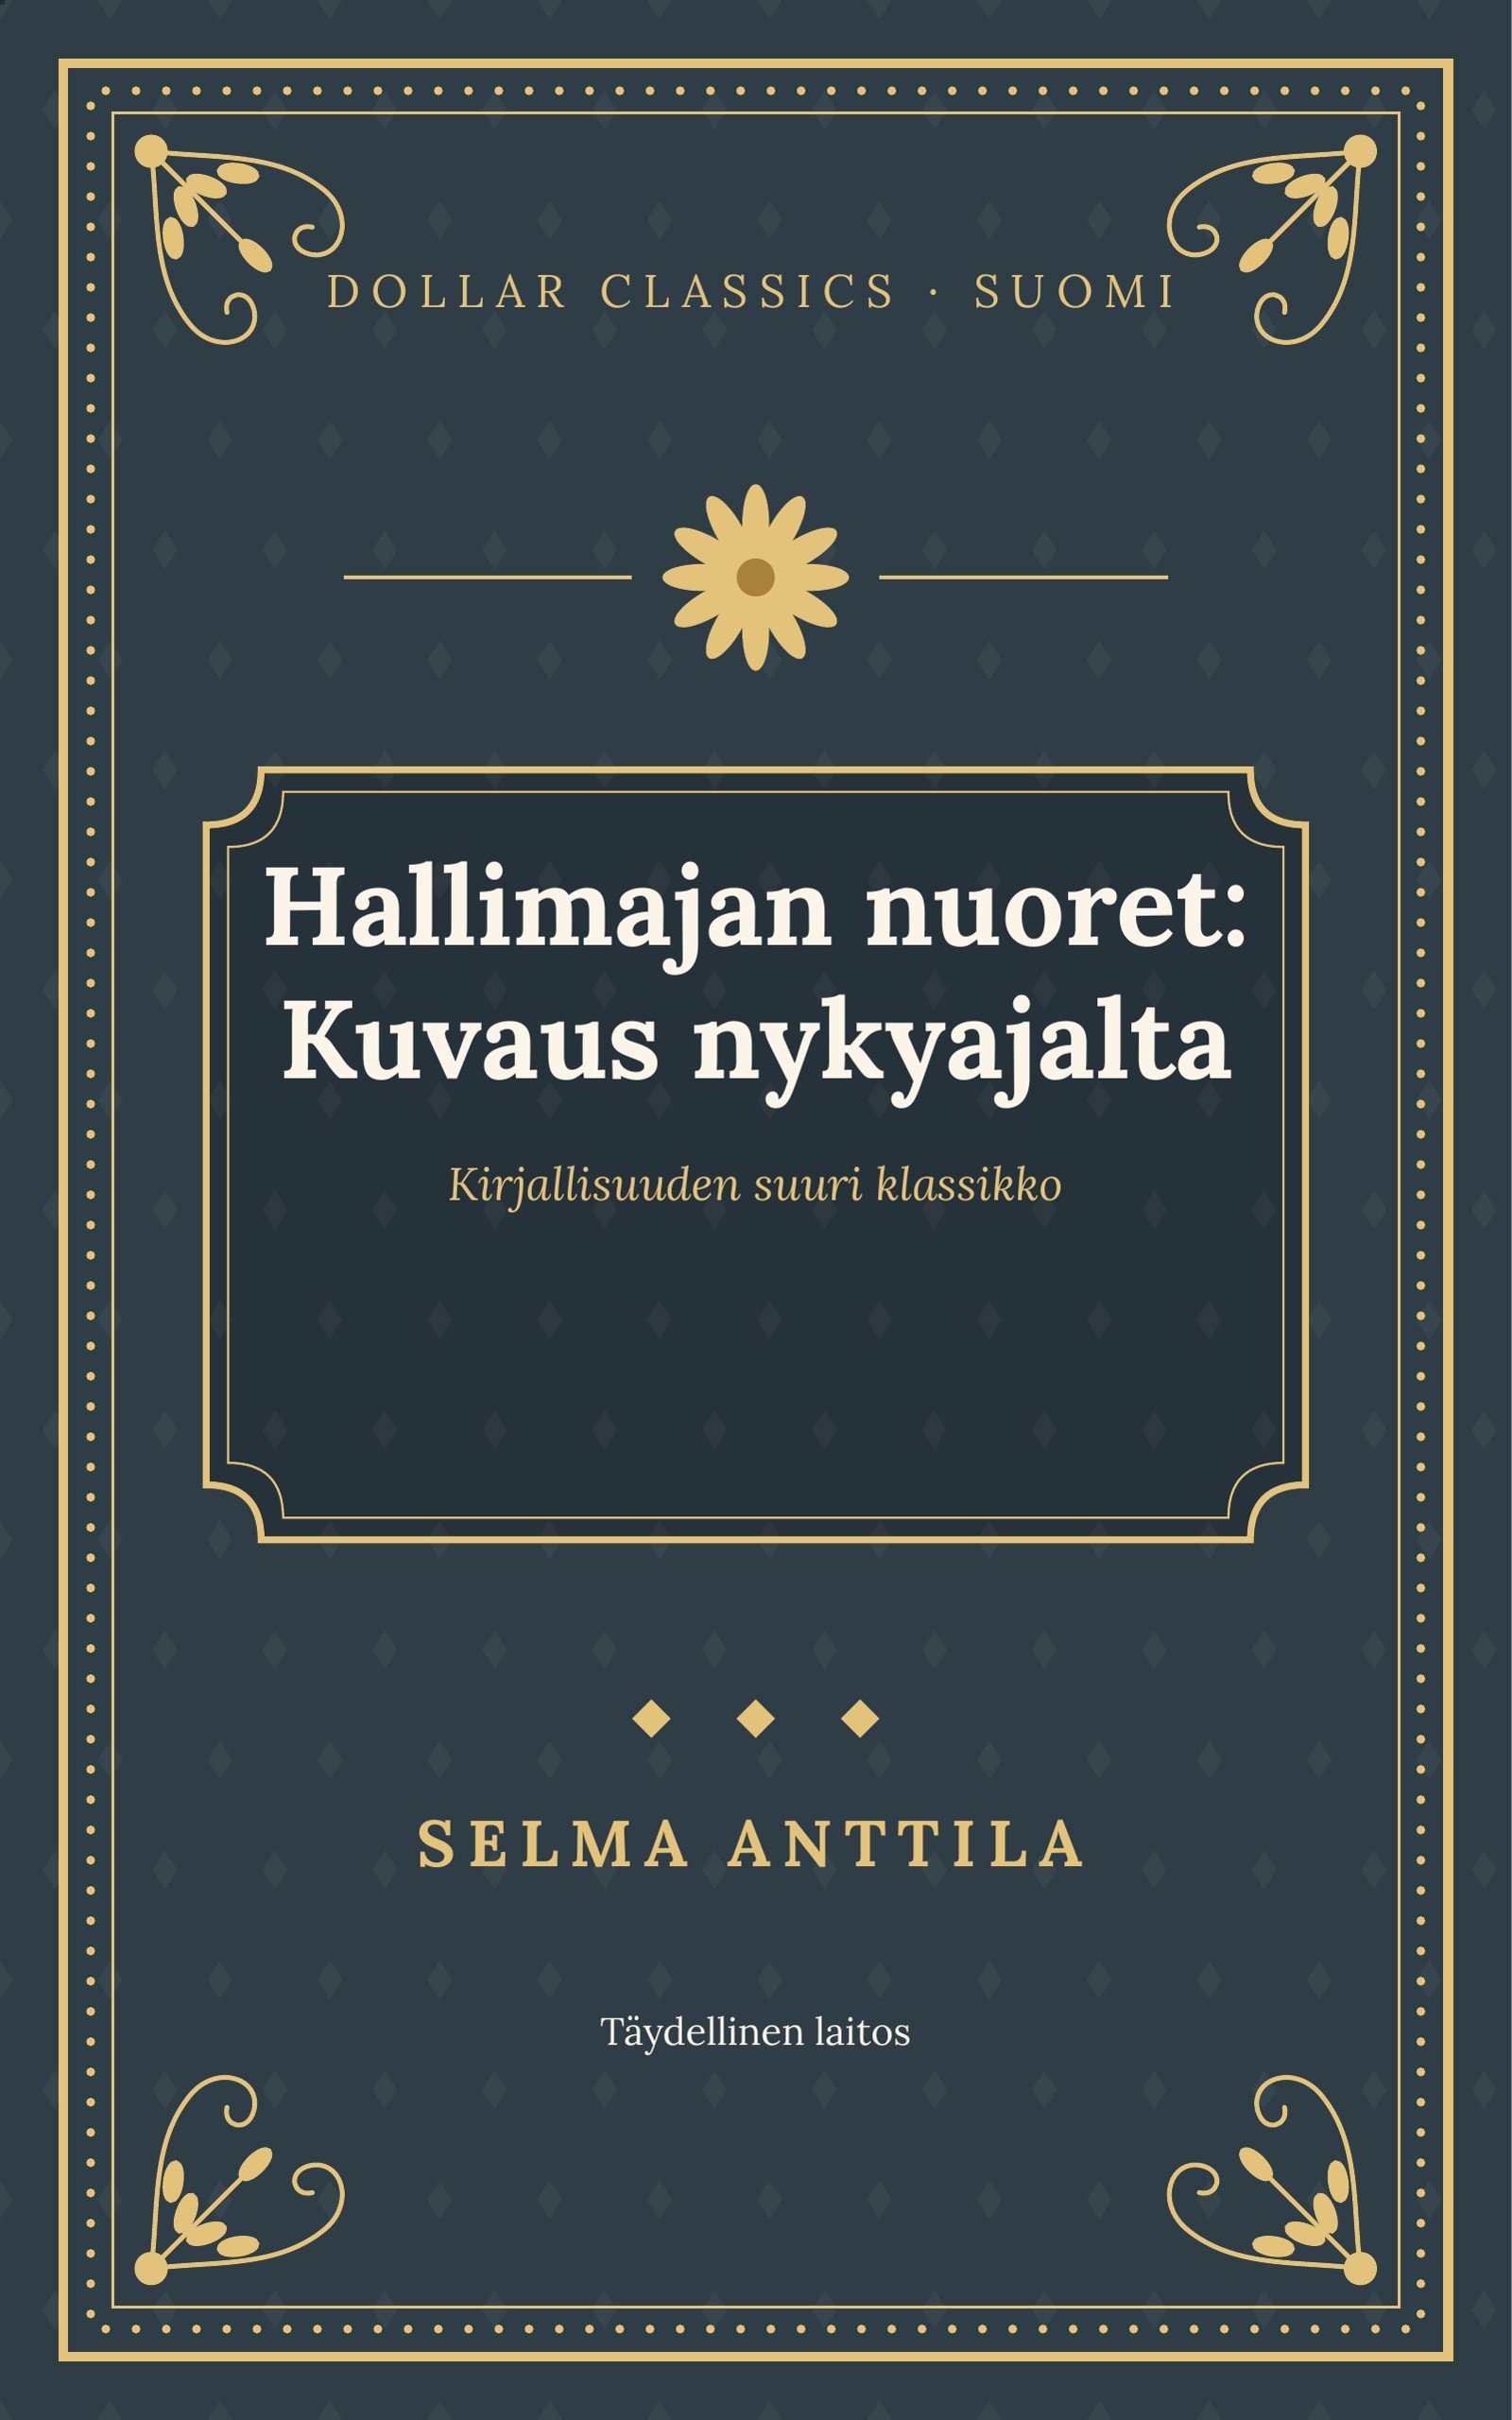 DOLLAR CLASSICS · SUOMI
Hallimajan nuoret:
Kuvaus nykyajalta
Kirjallisuuden suuri klassikko
SELMA ANTTILA
Täydellinen laitos